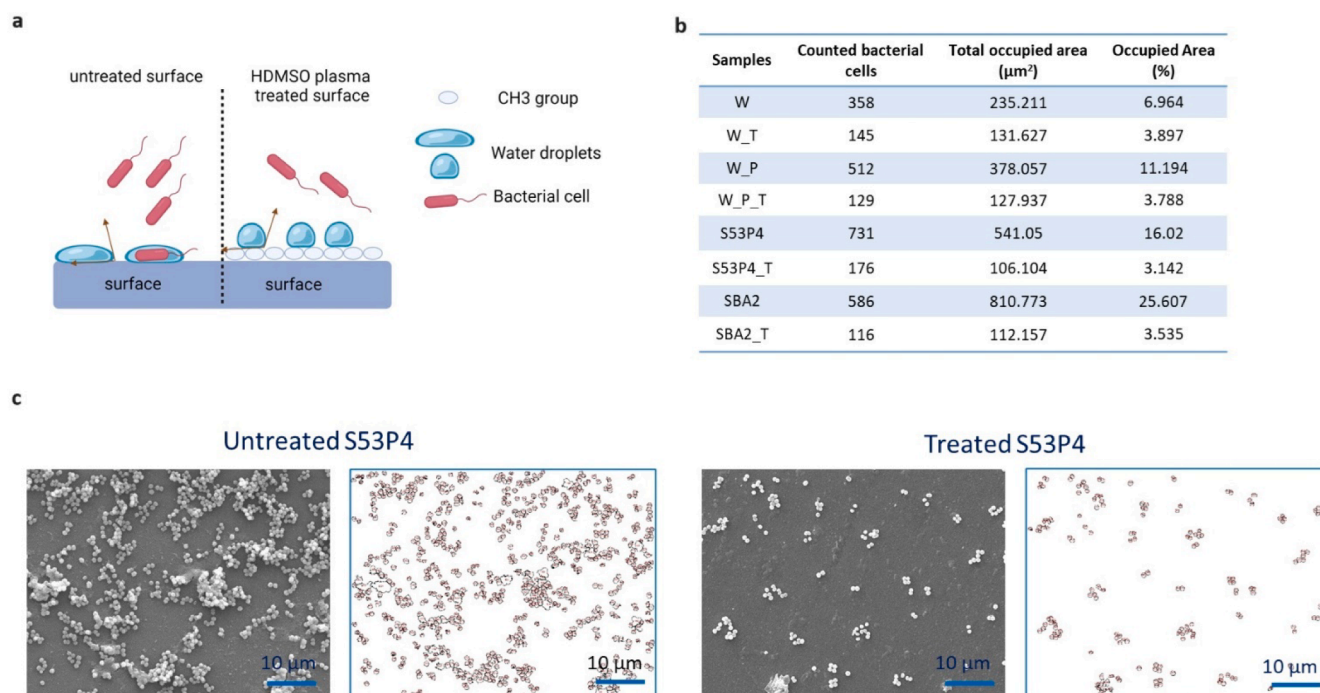 a
untreated surface
HDMSO plasma
treated surface
CH3 group
Water droplets
Bacterial cell
surface
surface
b
Samples Counted bacterial cells Total occupied area (µm²) Occupied Area (%)
W 358 235.211 6.964
W_T 145 131.627 3.897
W_P 512 378.057 11.194
W_P_T 129 127.937 3.788
S53P4 731 541.05 16.02
S53P4_T 176 106.104 3.142
SBA2 586 810.773 25.607
SBA2_T 116 112.157 3.535
c
Untreated S53P4
Treated S53P4
10 µm
10 µm
10 µm
10 µm